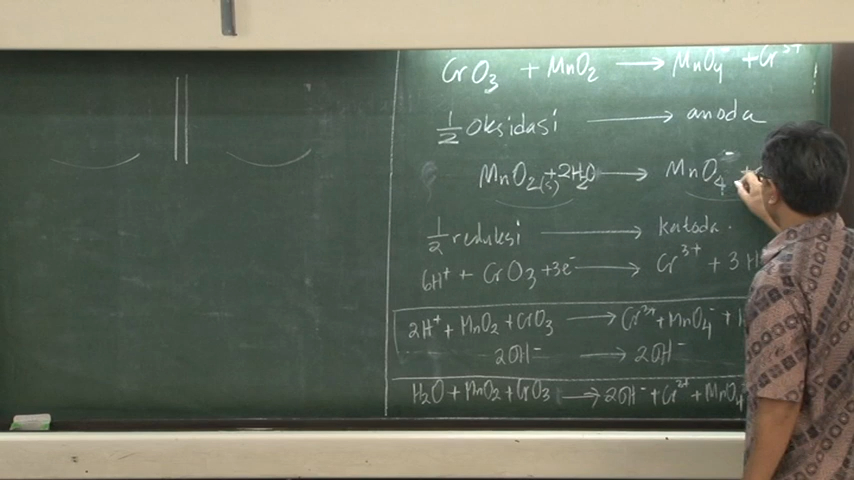 CrO3 + MnO2 → MnO4⁻ + Cr³⁺
½ Oksidasi → anoda
MnO2(s) + 2H2O → MnO4⁻ +
½ reduksi → katoda.
6H⁺ + CrO3 + 3e⁻ → Cr³⁺ + 3H
2H⁺ + MnO2 + CrO3 → Cr³⁺ + MnO4⁻ + H
2OH⁻ → 2OH⁻
H2O + MnO2 + CrO3 → 2OH⁻ + Cr³⁺ + MnO4⁻